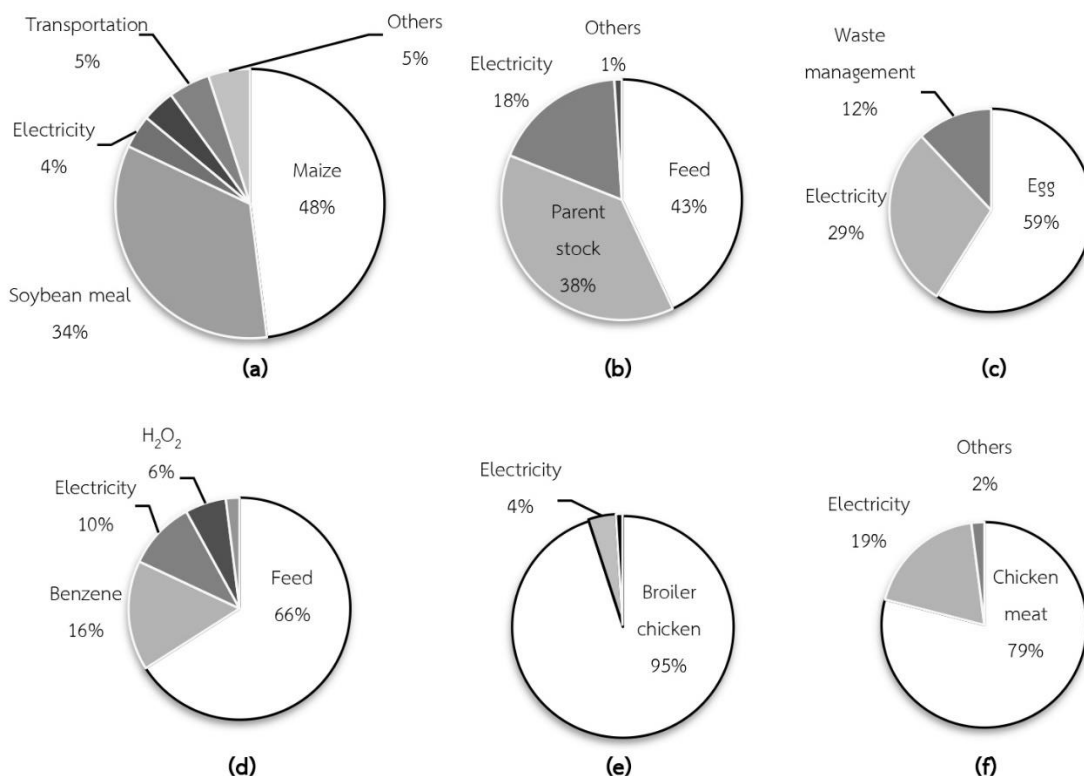 Transportation
5%
Others
5%
Electricity
4%
Maize
48%
Soybean meal
34%
(a)
Others
1%
Electricity
18%
Feed
43%
Parent
stock
38%
(b)
Waste
management
12%
Electricity
29%
Egg
59%
(c)
H₂O₂
6%
Electricity
10%
Benzene
16%
Feed
66%
(d)
Electricity
4%
Broiler
chicken
95%
(e)
Others
2%
Electricity
19%
Chicken
meat
79%
(f)